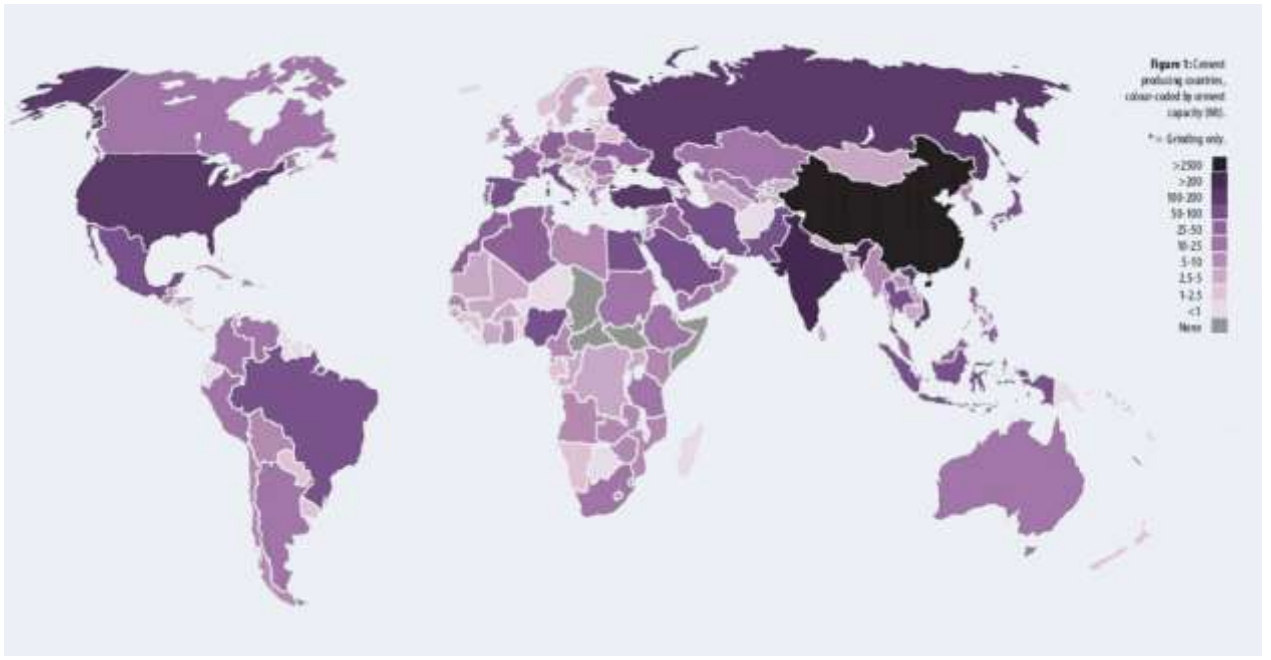 Figure 1: Cement
producing countries,
colour-coded by cement
capacity (Mt).
* = Grinding only.
>2500
>200
100-200
50-100
25-50
10-25
5-10
2.5-5
1-2.5
<1
None